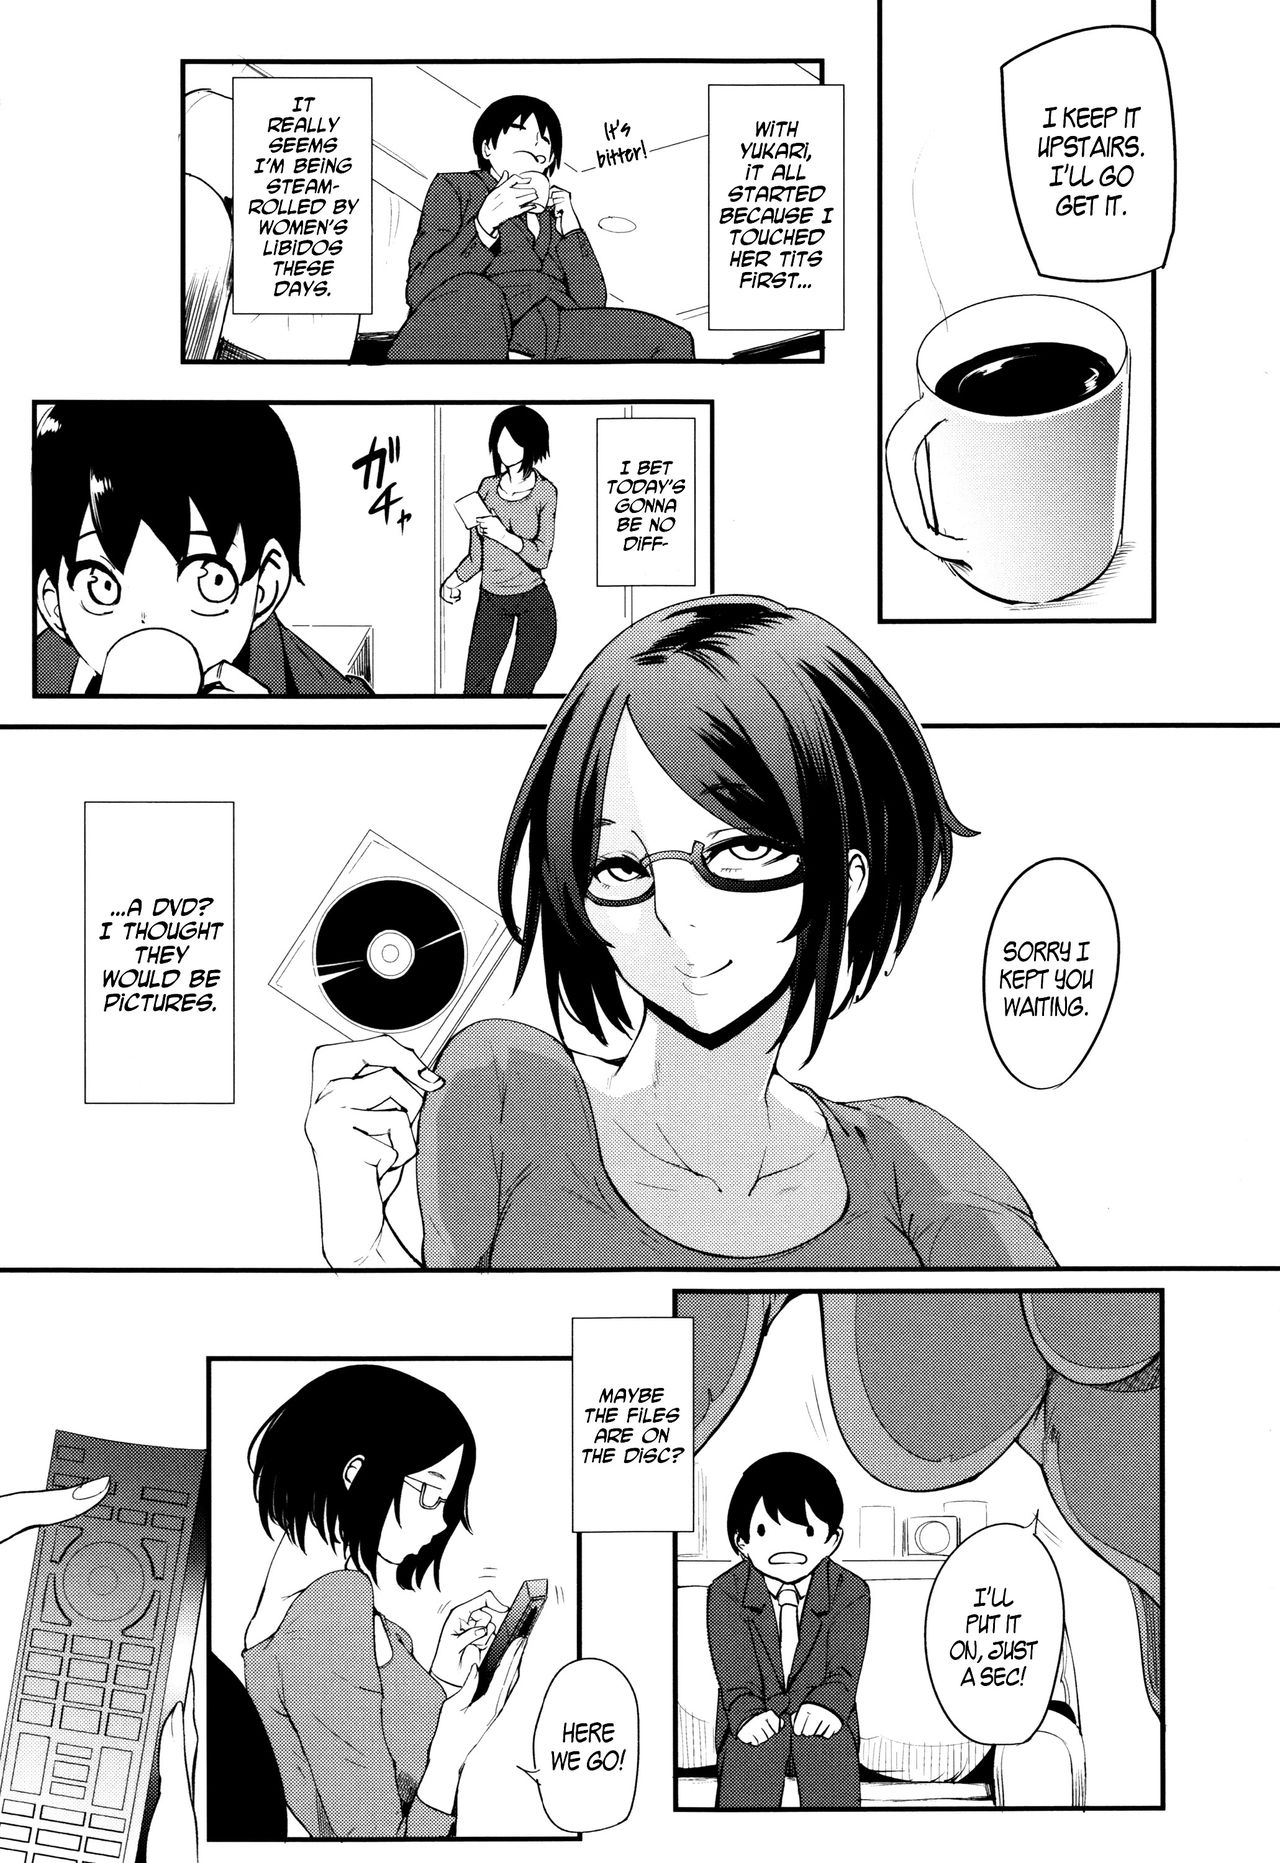 I KEEP IT
UPSTAIRS.
I'LL GO
GET IT.
WITH
YUKARI,
IT ALL
STARTED
BECAUSE I
TOUCHED
HER TITS
FIRST...
It's
bitter!
IT
REALLY
SEEMS
I'M BEING
STEAM-
ROLLED BY
WOMEN'S
LIBIDOS
THESE
DAYS.
I BET
TODAY'S
GONNA
BE NO
DIFF-
ガチャ
SORRY I
KEPT YOU
WAITING.
...A DVD?
I THOUGHT
THEY
WOULD BE
PICTURES.
I'LL
PUT IT
ON, JUST
A SEC!
MAYBE
THE FILES
ARE ON
THE DISC?
HERE
WE GO!